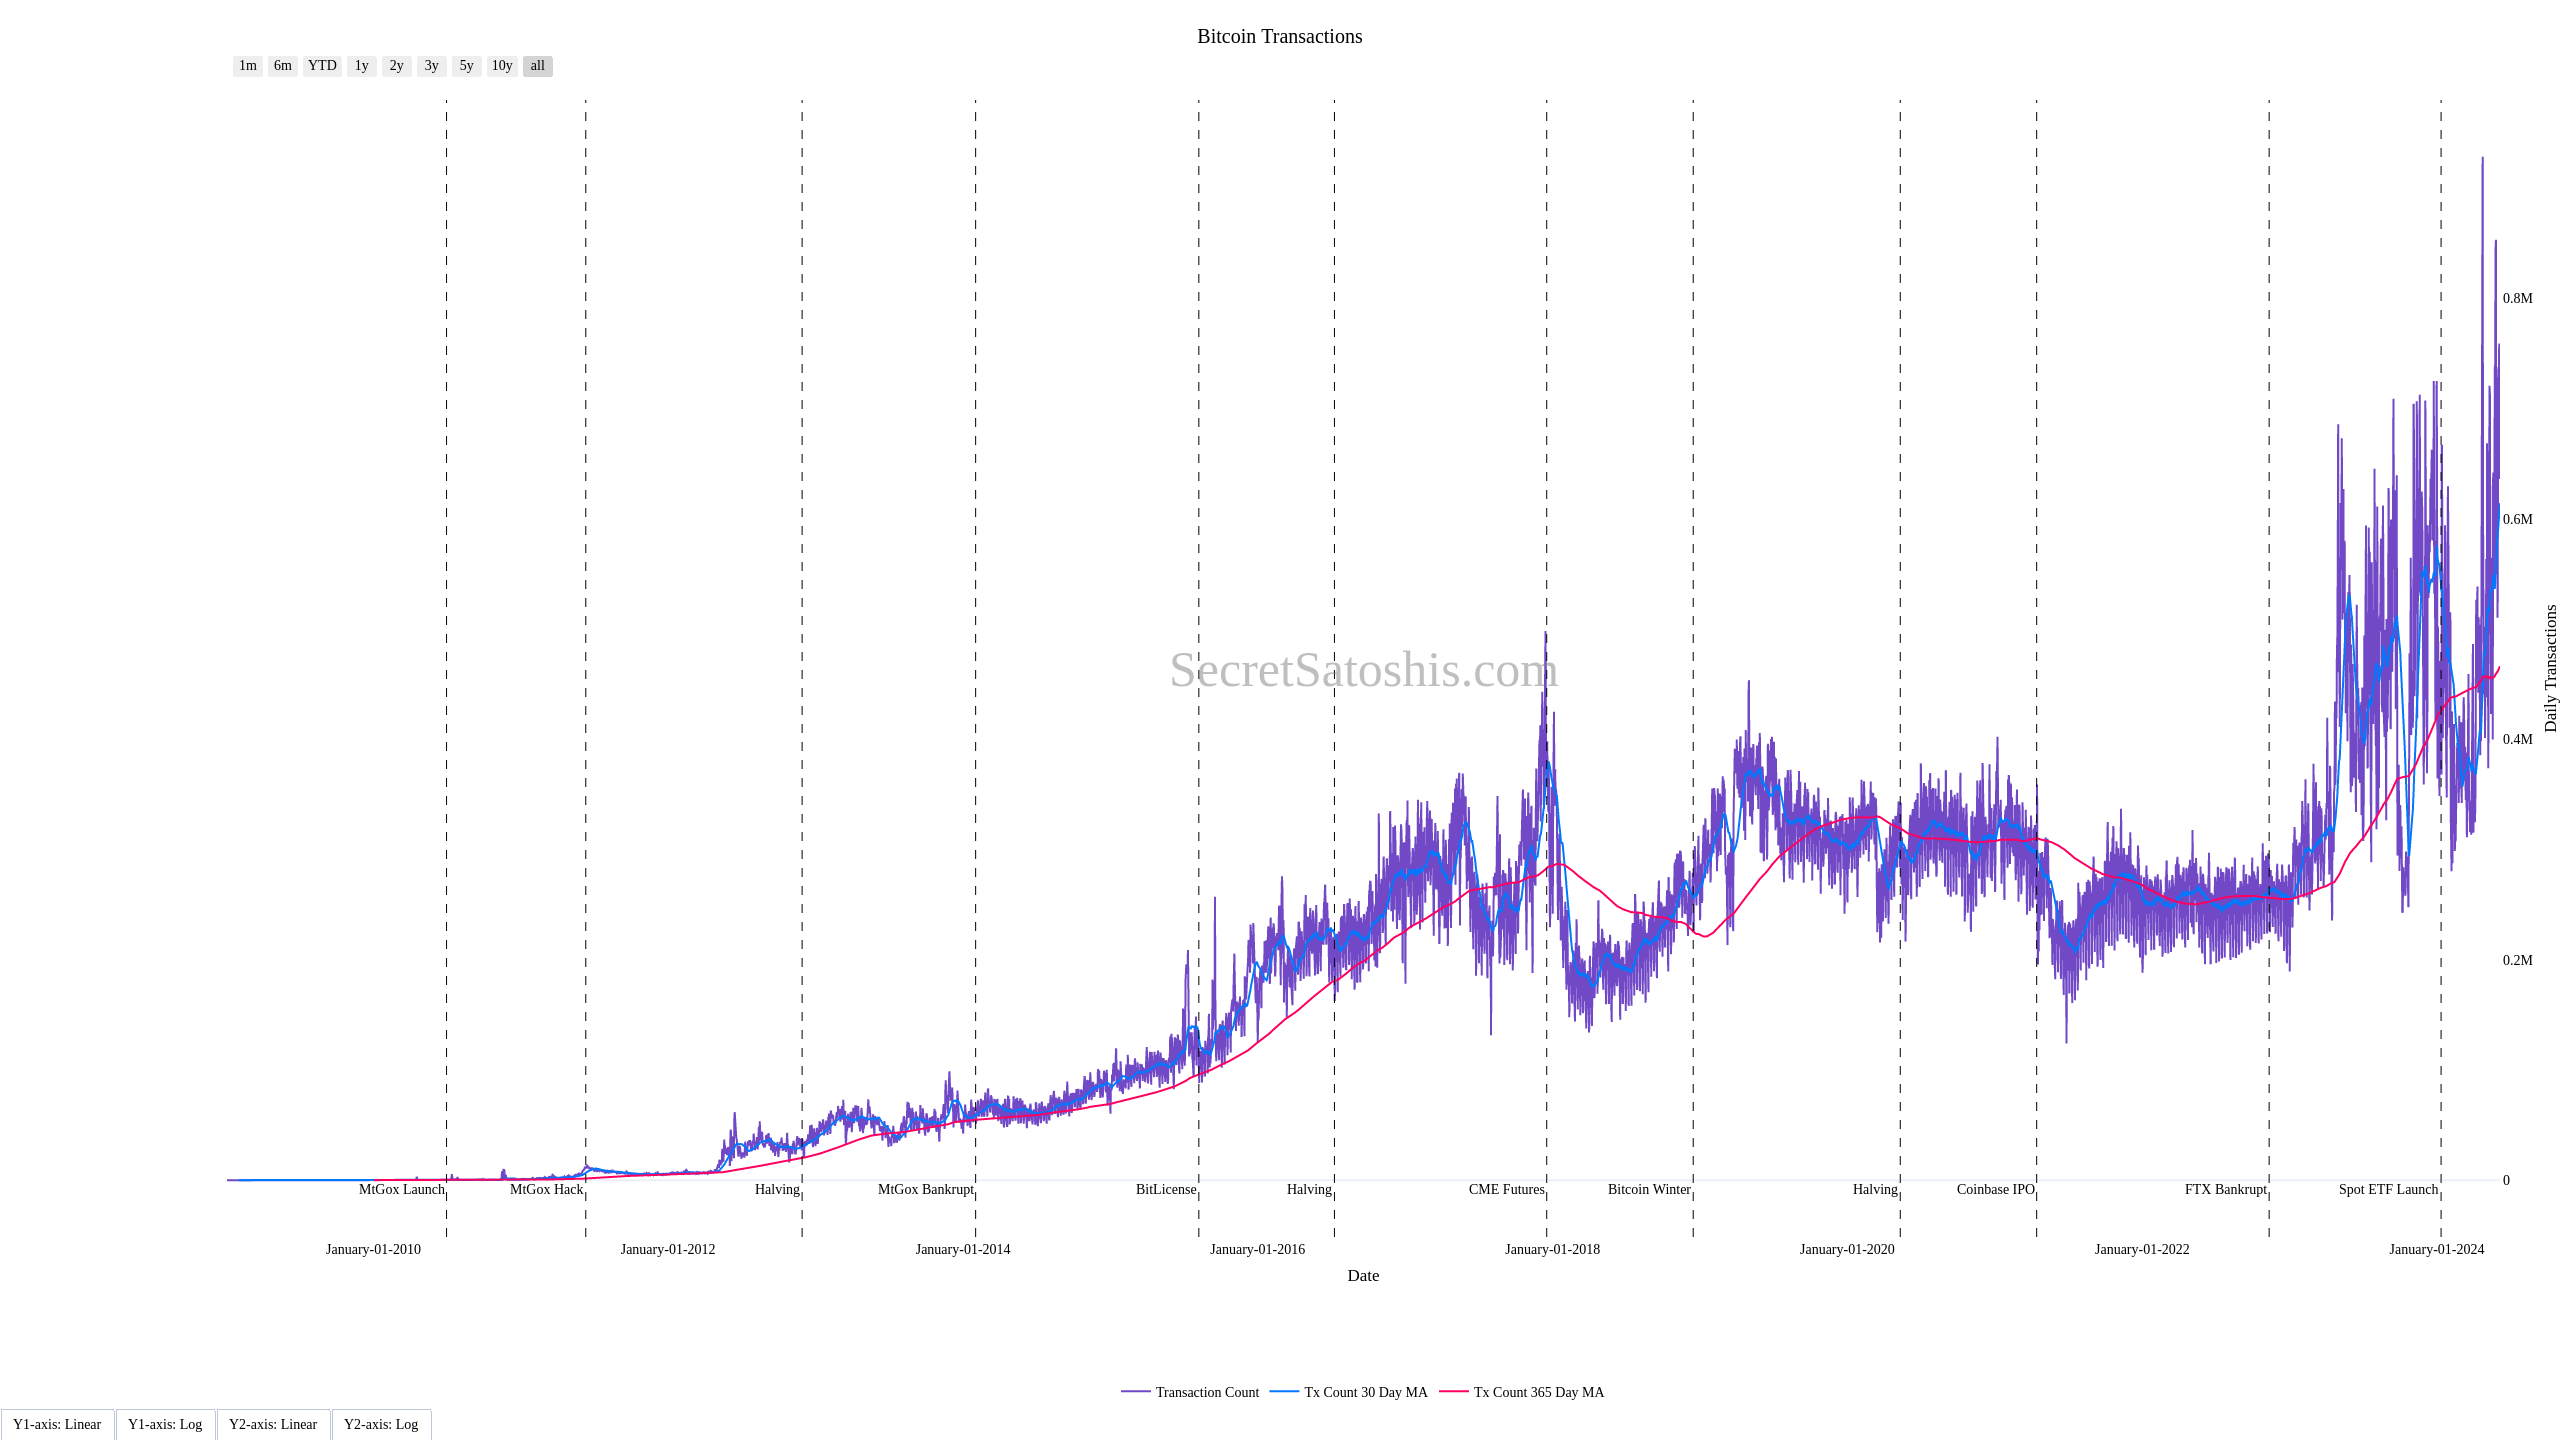 Bitcoin Transactions
1m 6m YTD 1y 2y 3y 5y 10y all
0.8M
SecretSatoshis.com
0.6M
0.4M
0.2M
0
Daily Transactions
MtGox Launch MtGox Hack Halving MtGox Bankrupt BitLicense Halving CME Futures Bitcoin Winter Halving Coinbase IPO FTX Bankrupt Spot ETF Launch
January-01-2010 January-01-2012 January-01-2014 January-01-2016 January-01-2018 January-01-2020 January-01-2022 January-01-2024
Date
Transaction Count Tx Count 30 Day MA Tx Count 365 Day MA
Y1-axis: Linear Y1-axis: Log Y2-axis: Linear Y2-axis: Log